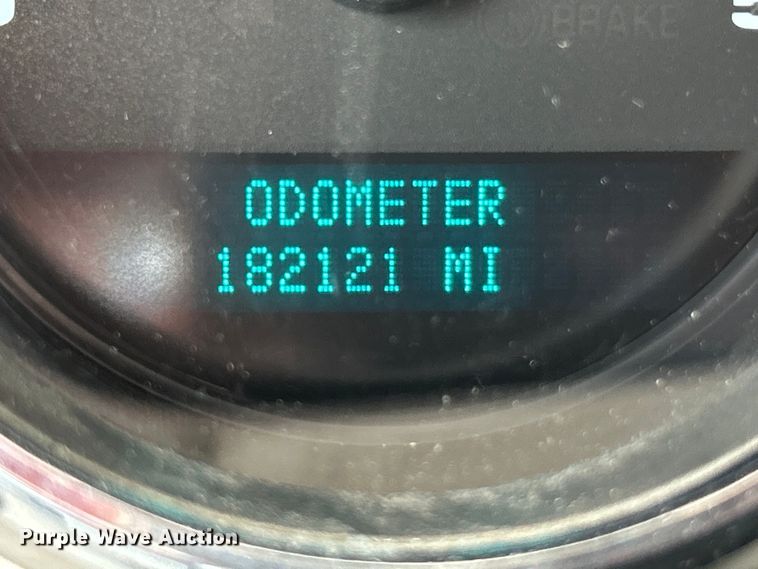 BRAKE
ODOMETER
182121 MI
Purple Wave Auction